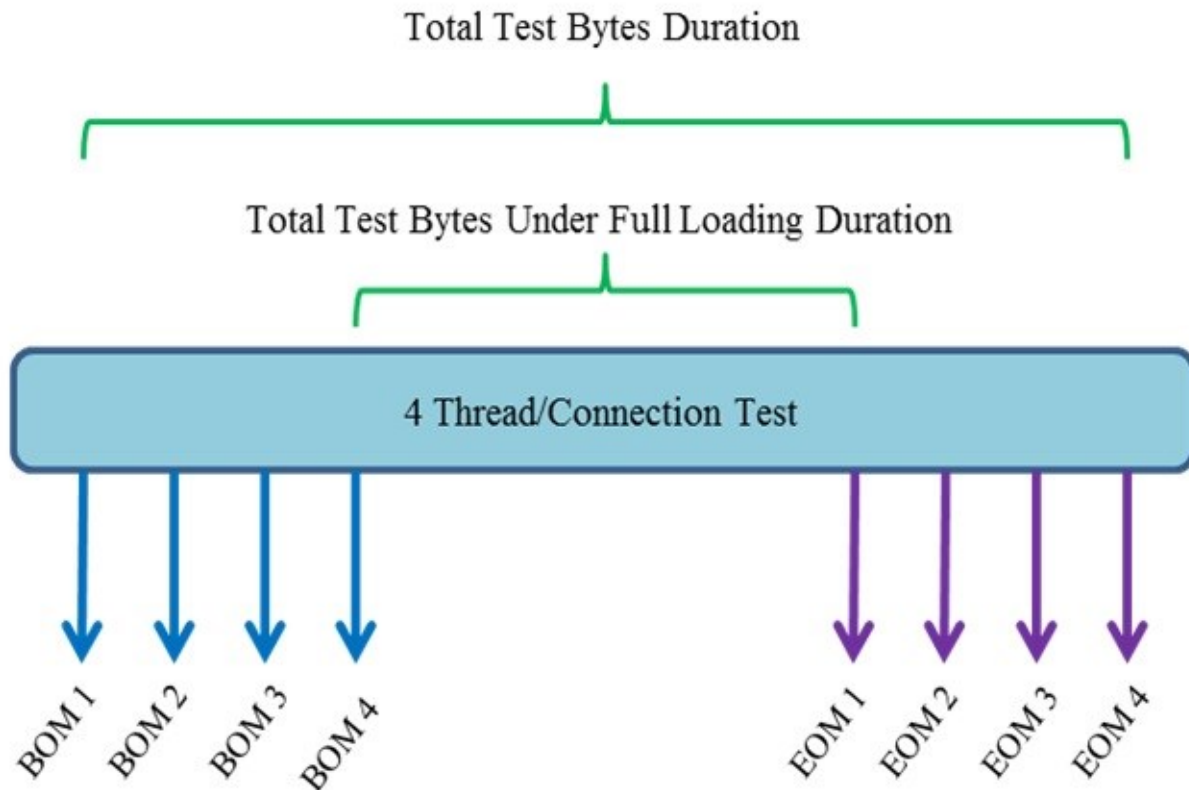 Total Test Bytes Duration
Total Test Bytes Under Full Loading Duration
4 Thread/Connection Test
BOM 1
BOM 2
BOM 3
BOM 4
EOM 1
EOM 2
EOM 3
EOM 4